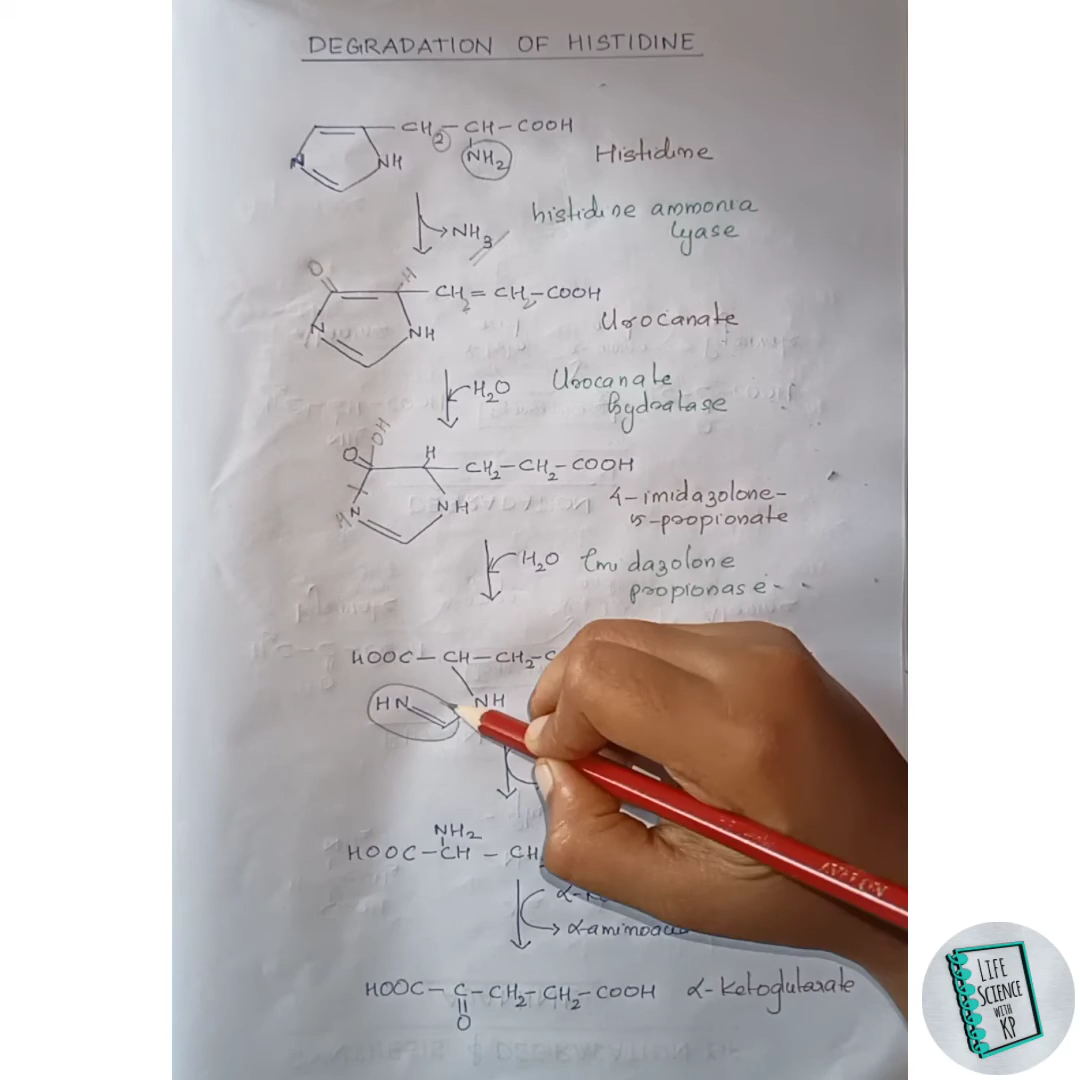 DEGRADATION OF HISTIDINE
CH2-CH-COOH
NH2
N
NH
Histidine
NH3
histidine ammonia
lyase
O
H
CH2=CH2-COOH
N
NH
Urocanate
H2O
Urocanate
hydratase
OH
O
H
CH2-CH2-COOH
H N
NH
4-imidazolone-
5-propionate
H2O
Imidazolone
propionase
HOOC-CH-CH2-C
HN
NH
NH2
HOOC-CH-CH
α-aminoac
HOOC-C-CH2-CH2-COOH
O
α-Ketoglutarate
LIFE
SCIENCE
WITH
KP